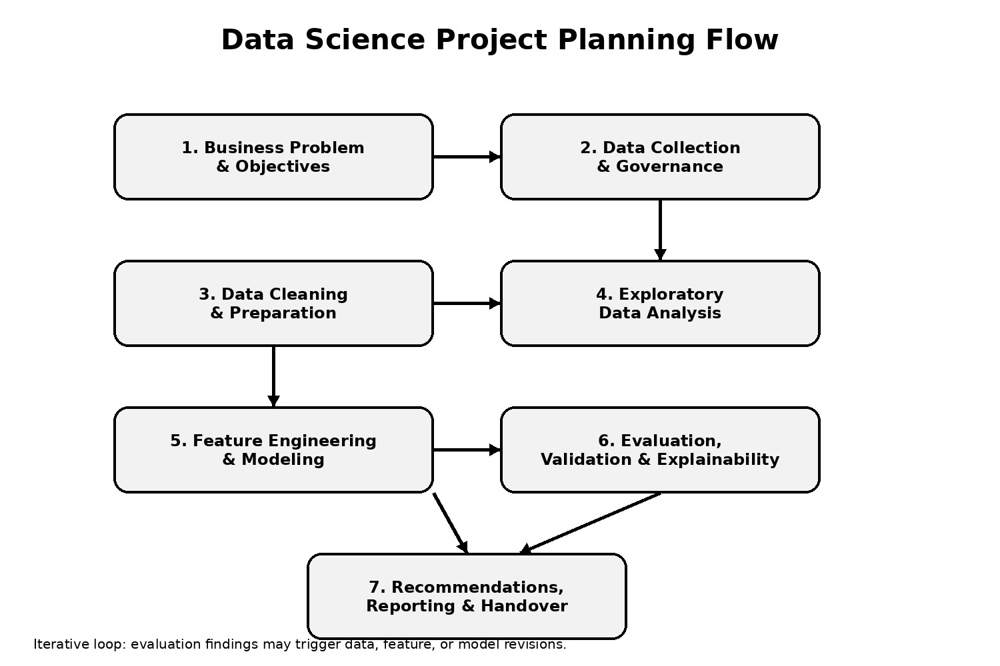 Data Science Project Planning Flow
1. Business Problem
& Objectives
2. Data Collection
& Governance
3. Data Cleaning
& Preparation
4. Exploratory
Data Analysis
5. Feature Engineering
& Modeling
6. Evaluation,
Validation & Explainability
7. Recommendations,
Reporting & Handover
Iterative loop: evaluation findings may trigger data, feature, or model revisions.